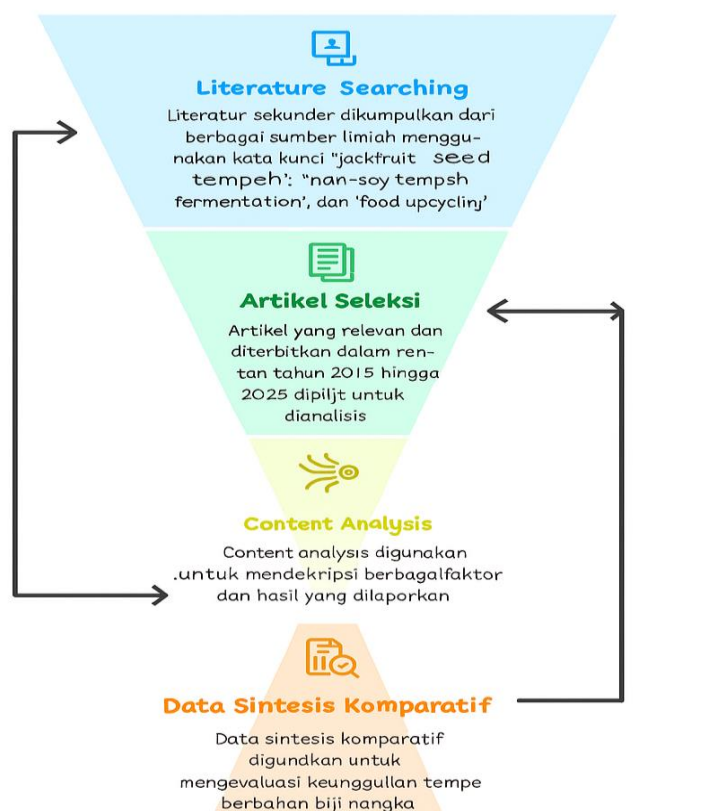 Literature Searching
Literatur sekunder dikumpulkan dari
berbagai sumber limiah menggu-
nakan kata kunci "jackfruit seed
tempeh': "nan-soy tempsh
fermentation', dan 'food upcycling'
Artikel Seleksi
Artikel yang relevan dan
diterbitkan dalam ren-
tan tahun 2015 hingga
2025 dipiljt untuk
dianalisis
Content Analysis
Content analysis digunakan
.untuk mendekripsi berbagalfaktor
dan hasil yang dilaporkan
Data Sintesis Komparatif
Data sintesis komparatif
digundkan untuk
mengevaluasi keunggullan tempe
berbahan biji nangka